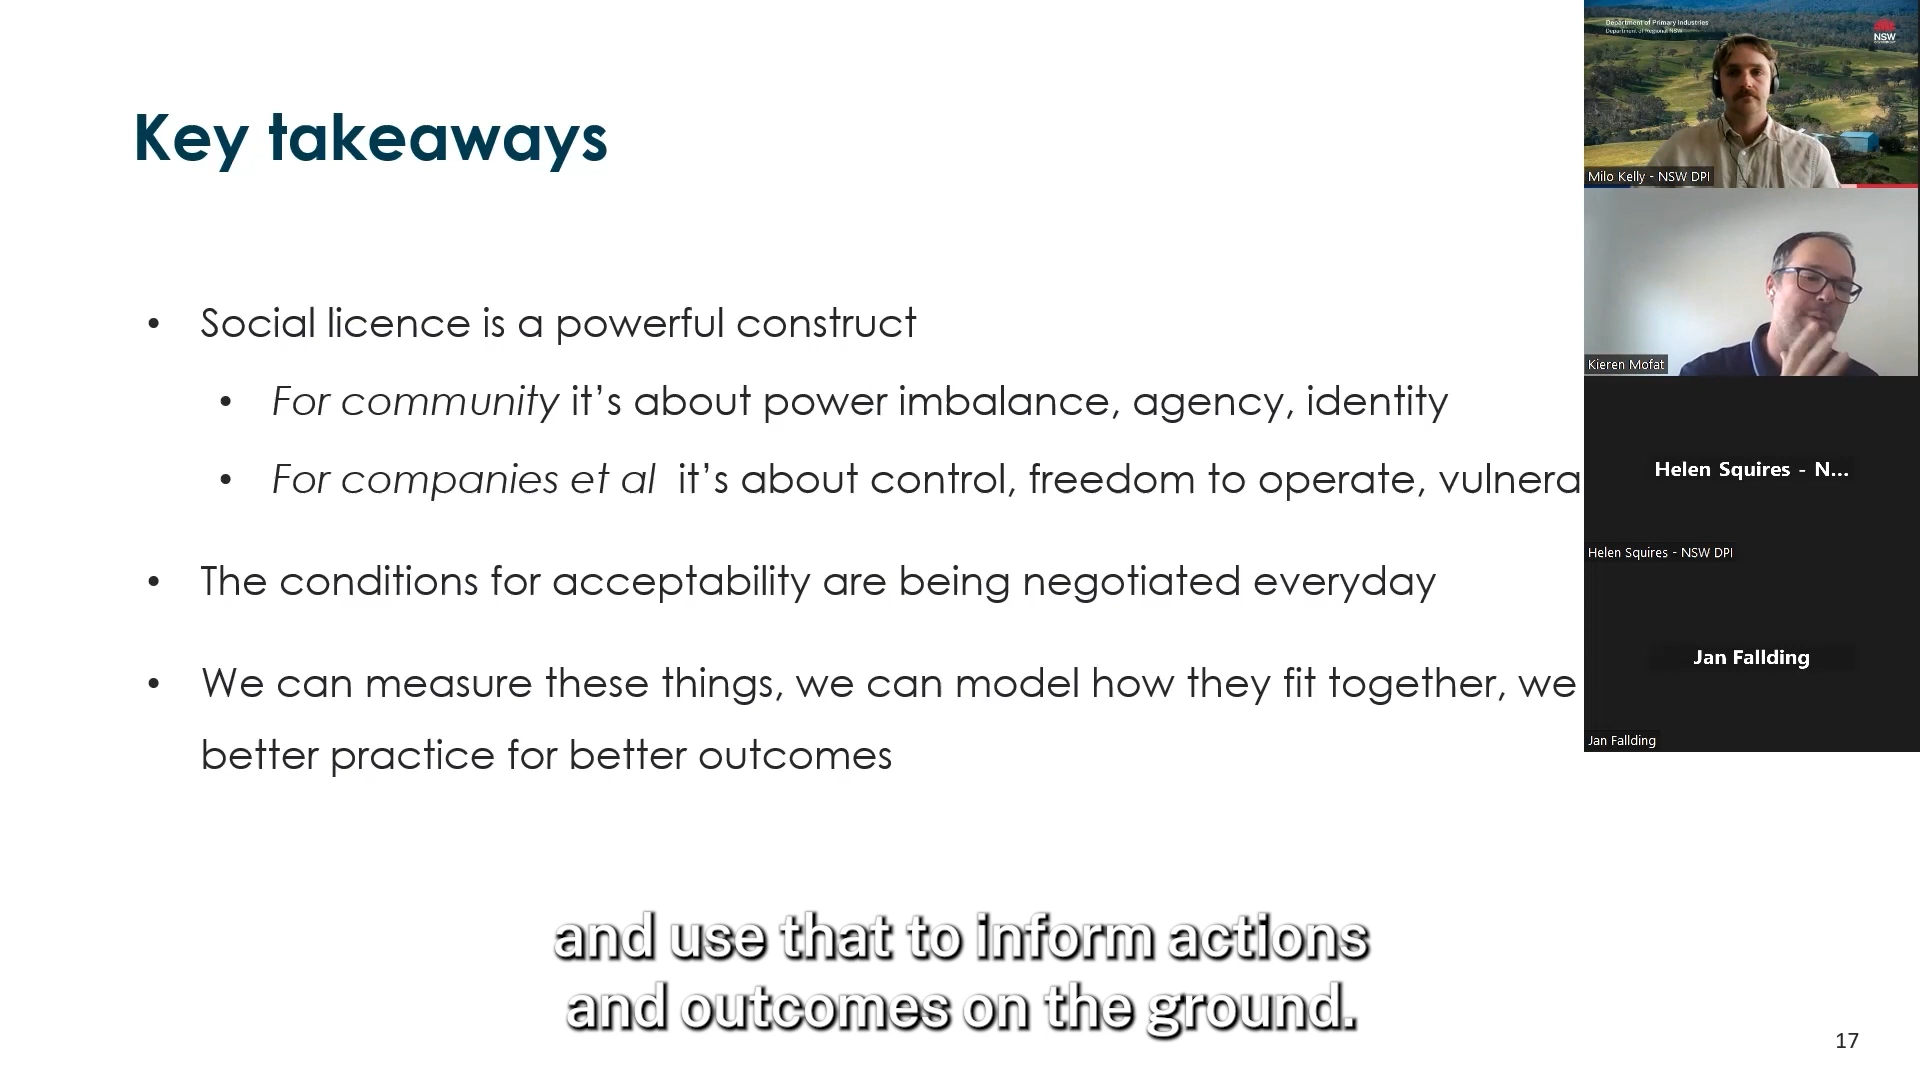 Key takeaways
• Social licence is a powerful construct
• For community it’s about power imbalance, agency, identity
• For companies et al it’s about control, freedom to operate, vulnera
• The conditions for acceptability are being negotiated everyday
• We can measure these things, we can model how they fit together, we
better practice for better outcomes
and use that to inform actions
and outcomes on the ground.
17
Department of Primary Industries
Department of Regional NSW
NSW
Milo Kelly - NSW DPI
Kieren Mofat
Helen Squires - N...
Helen Squires - NSW DPI
Jan Fallding
Jan Fallding